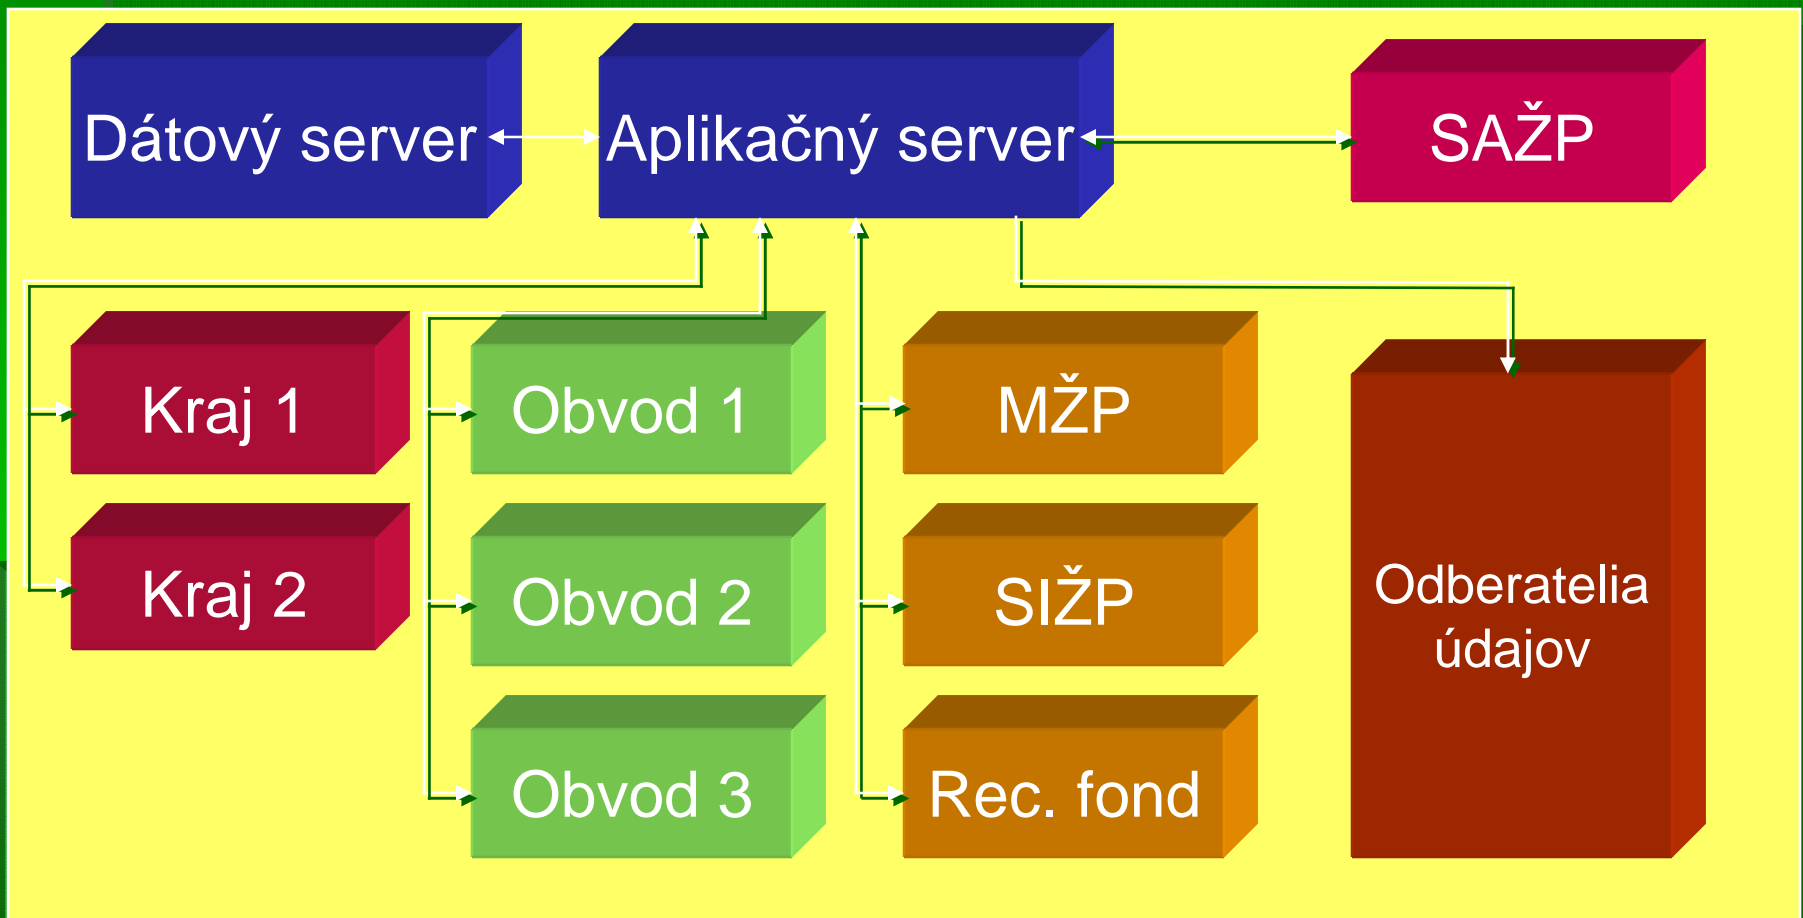 Dátový server
Aplikačný server
SAŽP
Kraj 1
Obvod 1
MŽP
Kraj 2
Obvod 2
SIŽP
Odberatelia
údajov
Obvod 3
Rec. fond